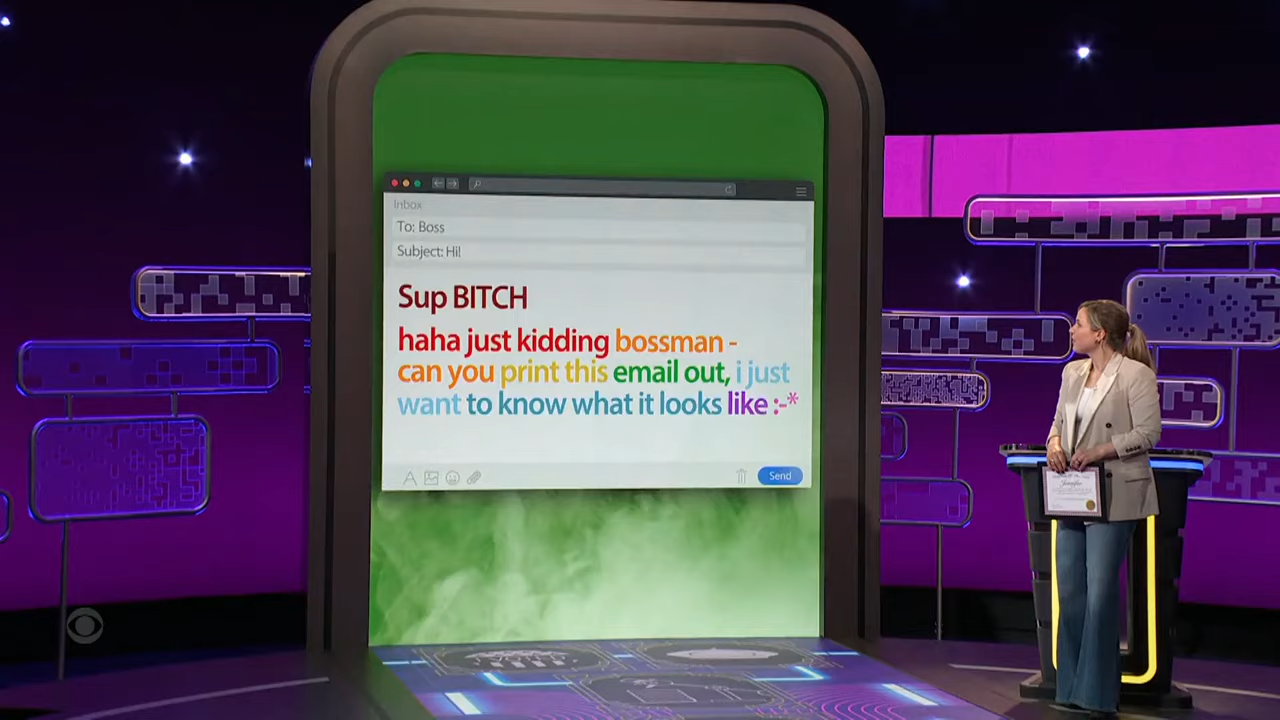 Inbox
To: Boss
Subject: Hi!
Sup BITCH
haha just kidding bossman -
can you print this email out, i just
want to know what it looks like :-*
Send
Jennifer